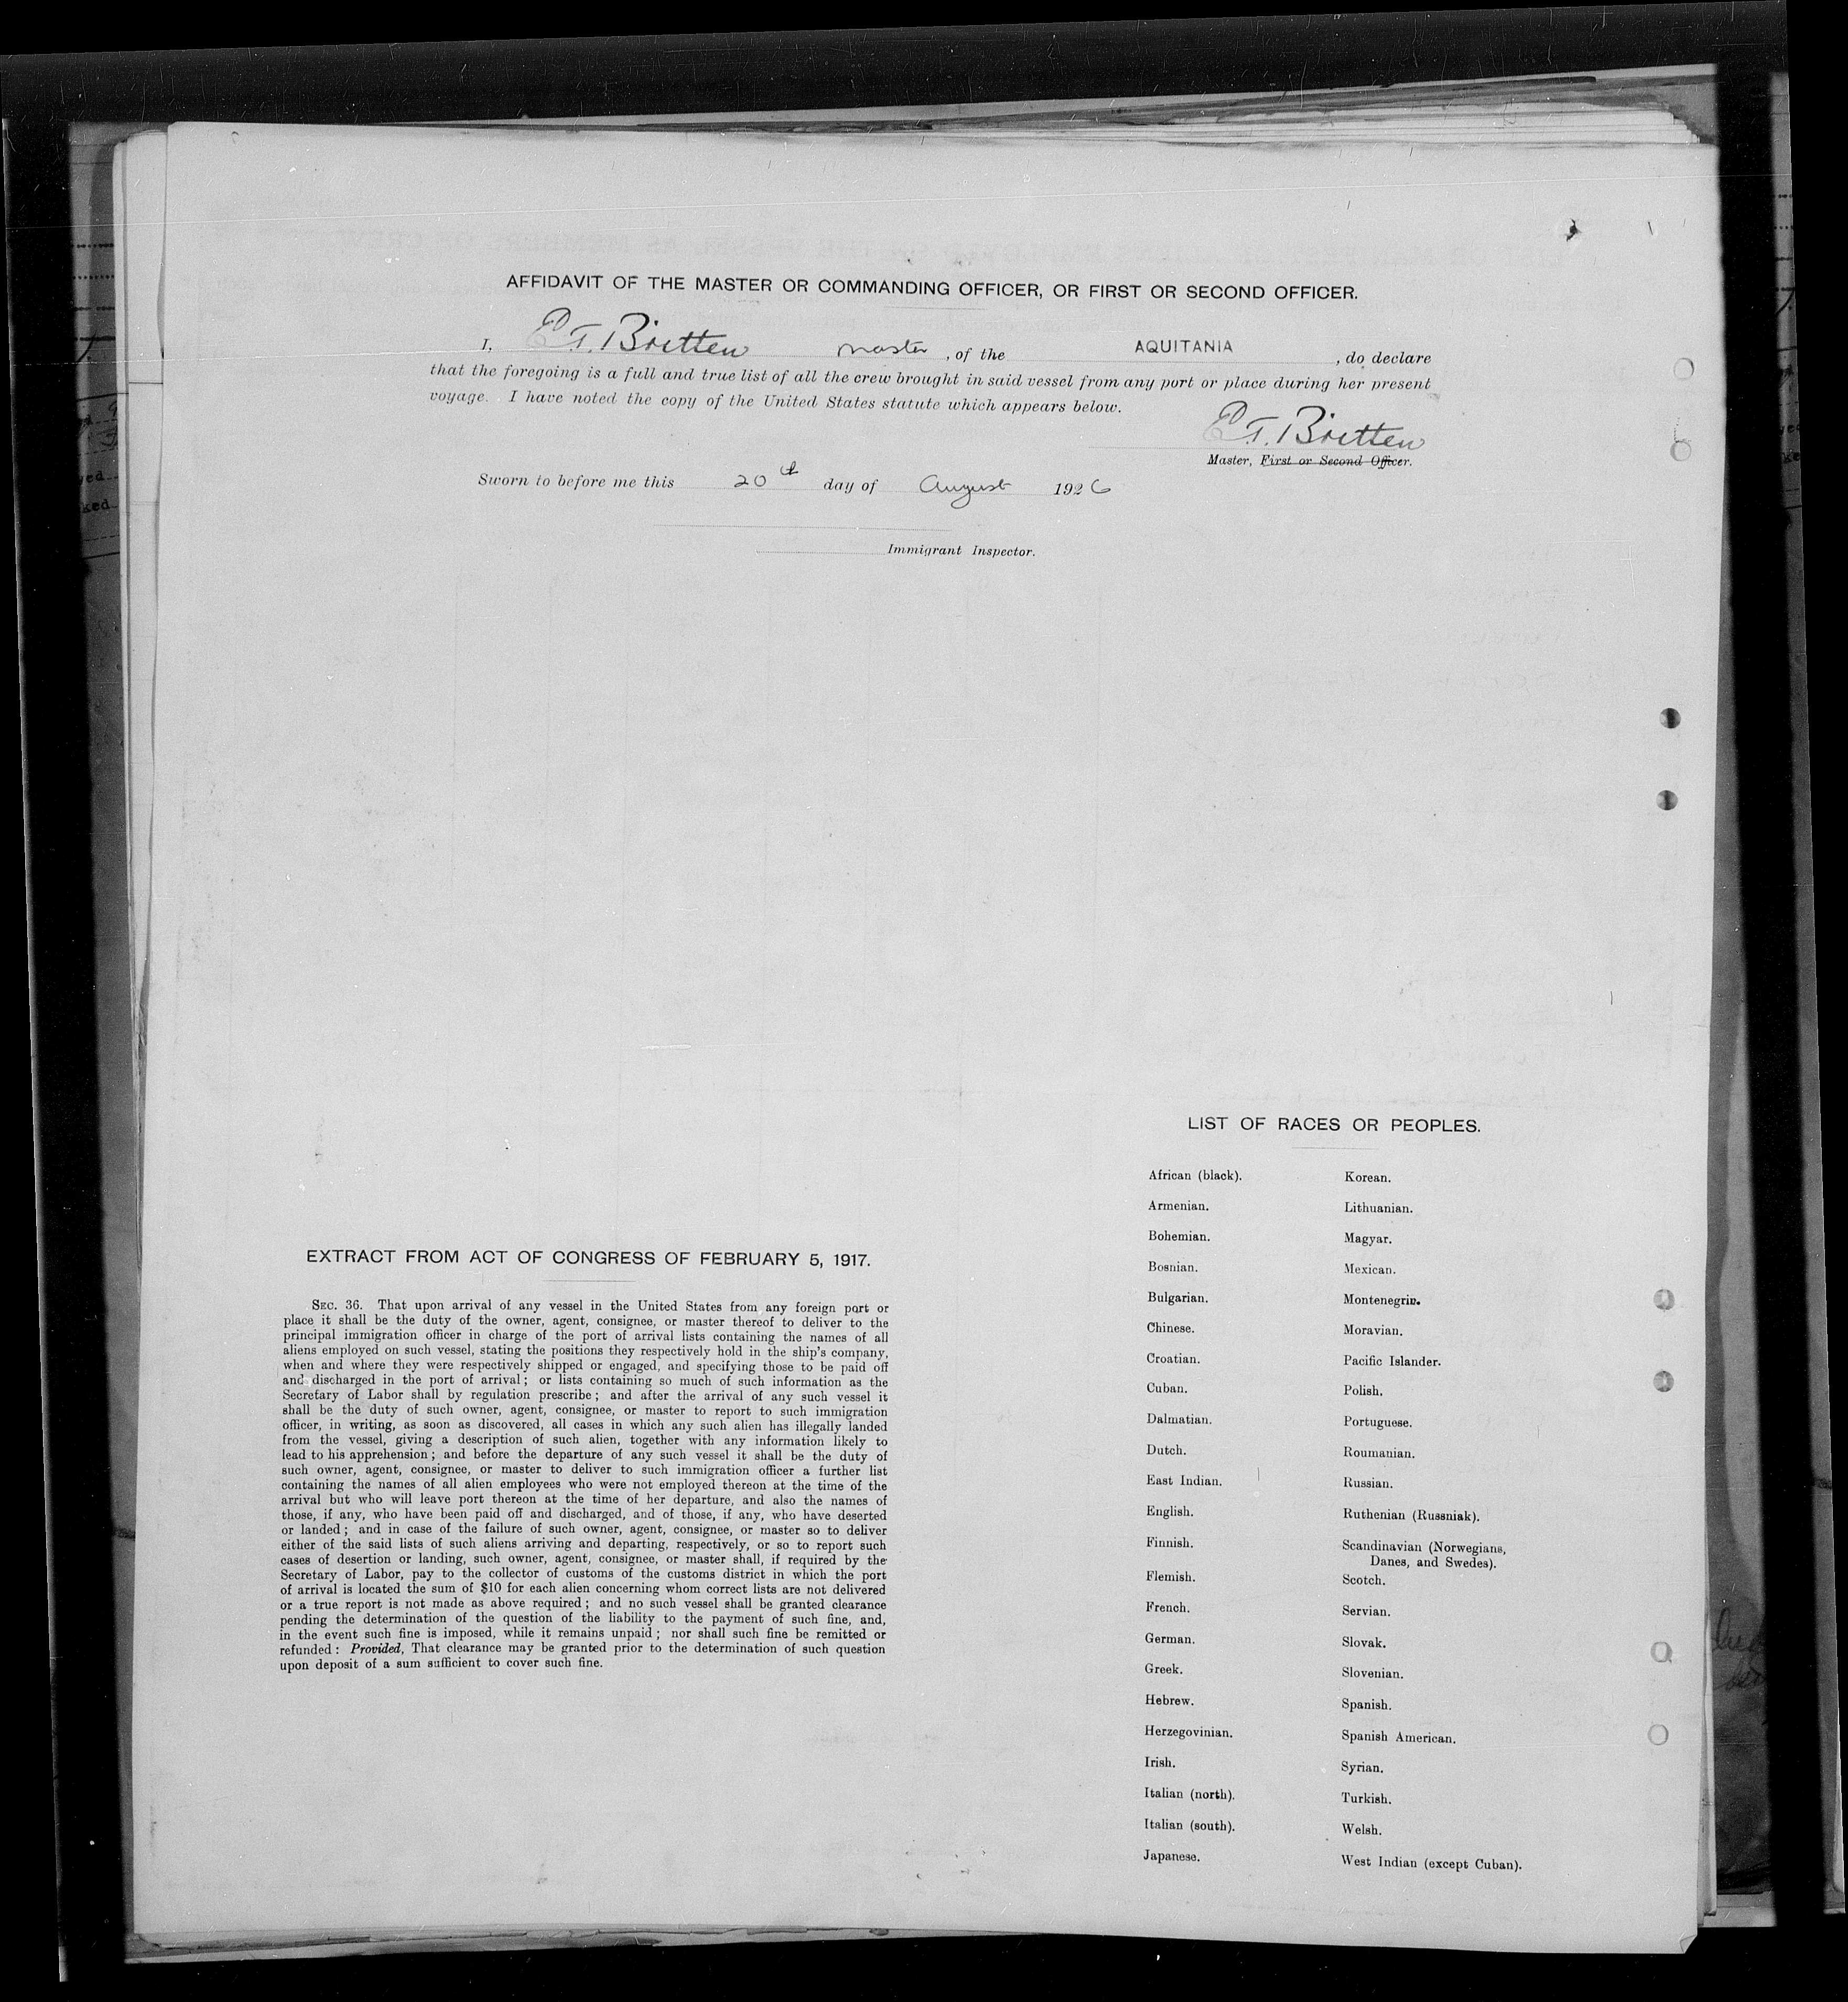 AFFIDAVIT OF THE MASTER OR COMMANDING OFFICER, OR FIRST OR SECOND OFFICER.
I, E.T. Britten master, of the AQUITANIA, do declare
that the foregoing is a full and true list of all the crew brought in said vessel from any port or place during her present
voyage. I have noted the copy of the United States statute which appears below.
E.T. Britten
Master, First or Second Officer.
Sworn to before me this 20th day of August 1926
Immigrant Inspector.
EXTRACT FROM ACT OF CONGRESS OF FEBRUARY 5, 1917.
SEC. 36. That upon arrival of any vessel in the United States from any foreign port or
place it shall be the duty of the owner, agent, consignee, or master thereof to deliver to the
principal immigration officer in charge of the port of arrival lists containing the names of all
aliens employed on such vessel, stating the positions they respectively hold in the ship's company,
when and where they were respectively shipped or engaged, and specifying those to be paid off
and discharged in the port of arrival; or lists containing so much of such information as the
Secretary of Labor shall by regulation prescribe; and after the arrival of any such vessel it
shall be the duty of such owner, agent, consignee, or master to report to such immigration
officer, in writing, as soon as discovered, all cases in which any such alien has illegally landed
from the vessel, giving a description of such alien, together with any information likely to
lead to his apprehension; and before the departure of any such vessel it shall be the duty of
such owner, agent, consignee, or master to deliver to such immigration officer a further list
containing the names of all alien employees who were not employed thereon at the time of the
arrival but who will leave port thereon at the time of her departure, and also the names of
those, if any, who have been paid off and discharged, and of those, if any, who have deserted
or landed; and in case of the failure of such owner, agent, consignee, or master so to deliver
either of the said lists of such aliens arriving and departing, respectively, or so to report such
cases of desertion or landing, such owner, agent, consignee, or master shall, if required by the
Secretary of Labor, pay to the collector of customs of the customs district in which the port
of arrival is located the sum of $10 for each alien concerning whom correct lists are not delivered
or a true report is not made as above required; and no such vessel shall be granted clearance
pending the determination of the question of the liability to the payment of such fine, and,
in the event such fine is imposed, while it remains unpaid; nor shall such fine be remitted or
refunded: Provided, That clearance may be granted prior to the determination of such question
upon deposit of a sum sufficient to cover such fine.
LIST OF RACES OR PEOPLES.
African (black).
Armenian.
Bohemian.
Bosnian.
Bulgarian.
Chinese.
Croatian.
Cuban.
Dalmatian.
Dutch.
East Indian.
English.
Finnish.
Flemish.
French.
German.
Greek.
Hebrew.
Herzegovinian.
Irish.
Italian (north).
Italian (south).
Japanese.
Korean.
Lithuanian.
Magyar.
Mexican.
Montenegrin.
Moravian.
Pacific Islander.
Polish.
Portuguese.
Roumanian.
Russian.
Ruthenian (Russniak).
Scandinavian (Norwegians,
Danes, and Swedes).
Scotch.
Servian.
Slovak.
Slovenian.
Spanish.
Spanish American.
Syrian.
Turkish.
Welsh.
West Indian (except Cuban).